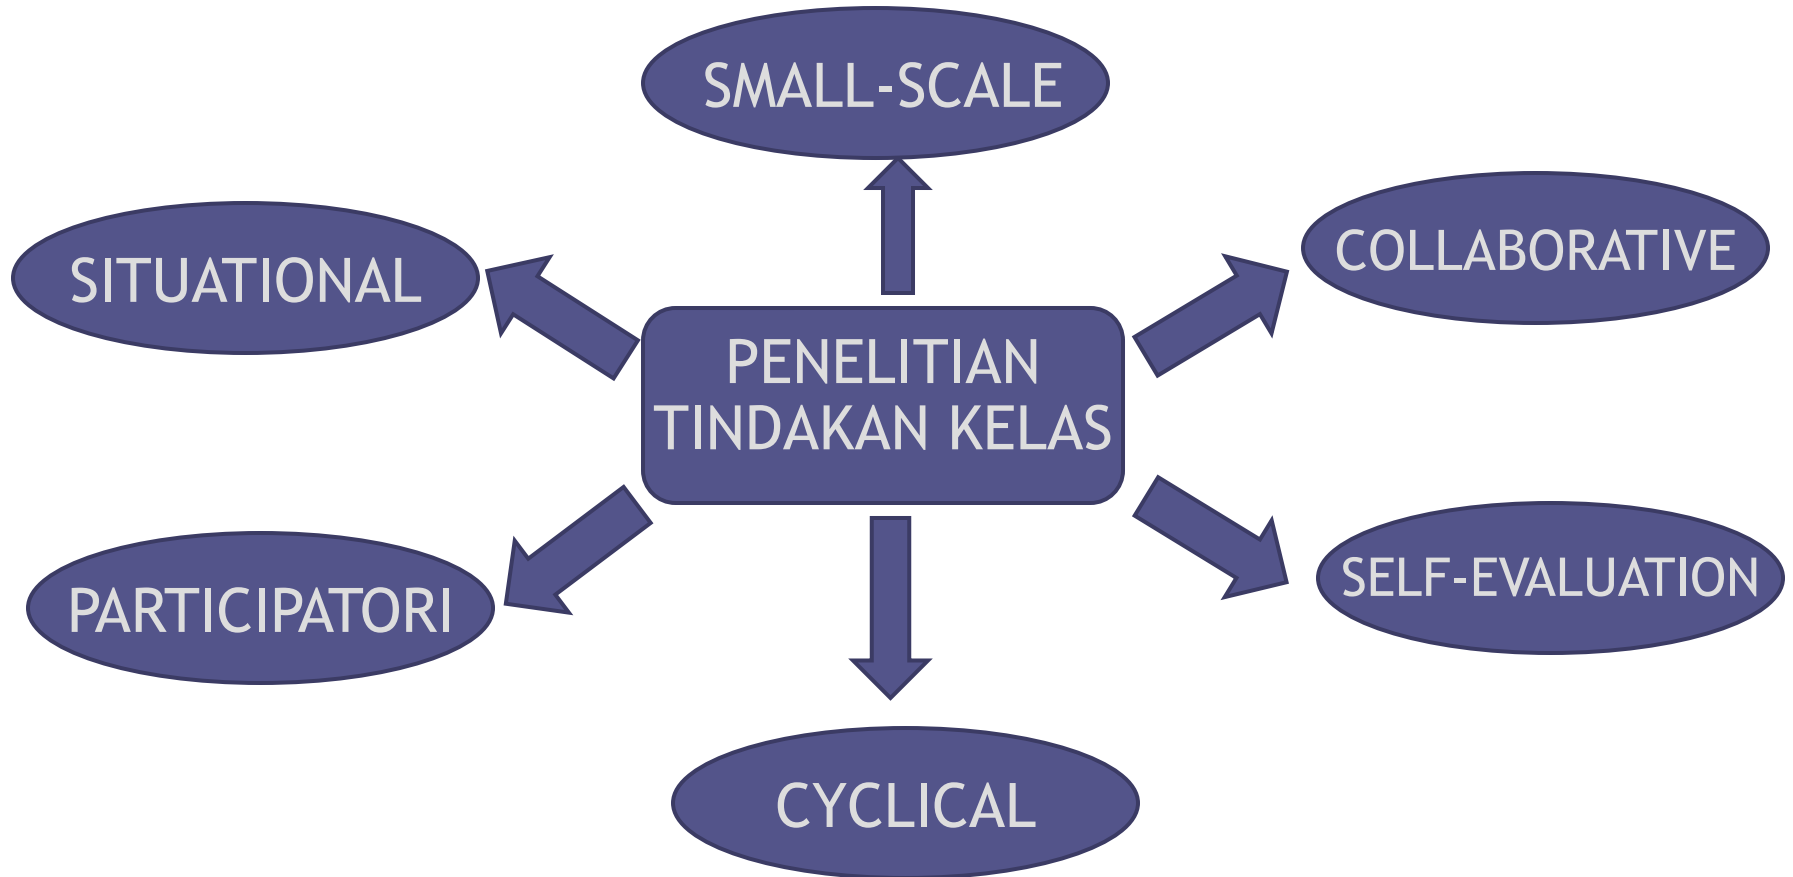 SMALL-SCALE
SITUATIONAL
COLLABORATIVE
PENELITIAN
TINDAKAN KELAS
PARTICIPATORI
SELF-EVALUATION
CYCLICAL